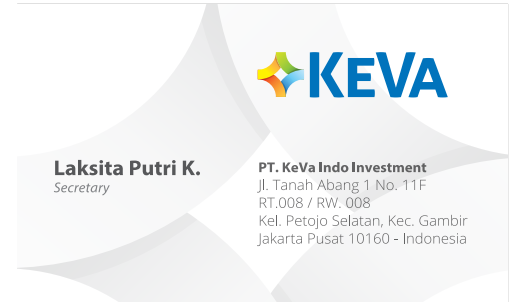 KEVA
Laksita Putri K.
Secretary
PT. KeVa Indo Investment
Jl. Tanah Abang 1 No. 11F
RT.008 / RW. 008
Kel. Petojo Selatan, Kec. Gambir
Jakarta Pusat 10160 - Indonesia